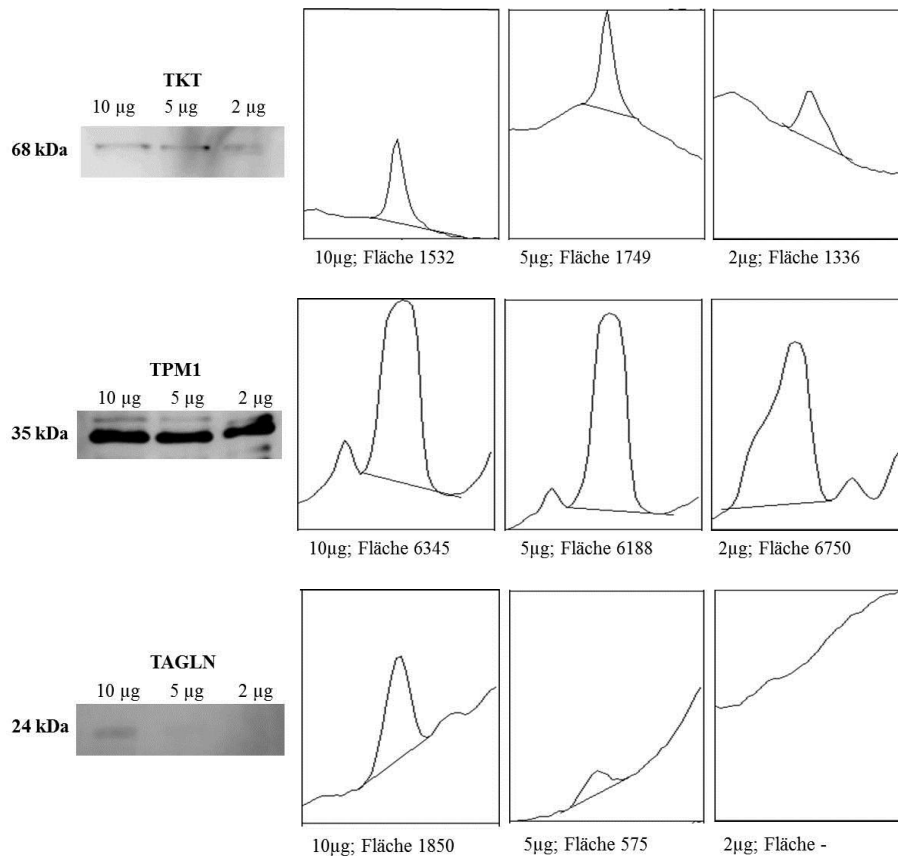 TKT
10 µg 5 µg 2 µg
68 kDa
10µg; Fläche 1532 5µg; Fläche 1749 2µg; Fläche 1336
TPM1
10 µg 5 µg 2 µg
35 kDa
10µg; Fläche 6345 5µg; Fläche 6188 2µg; Fläche 6750
TAGLN
10 µg 5 µg 2 µg
24 kDa
10µg; Fläche 1850 5µg; Fläche 575 2µg; Fläche -